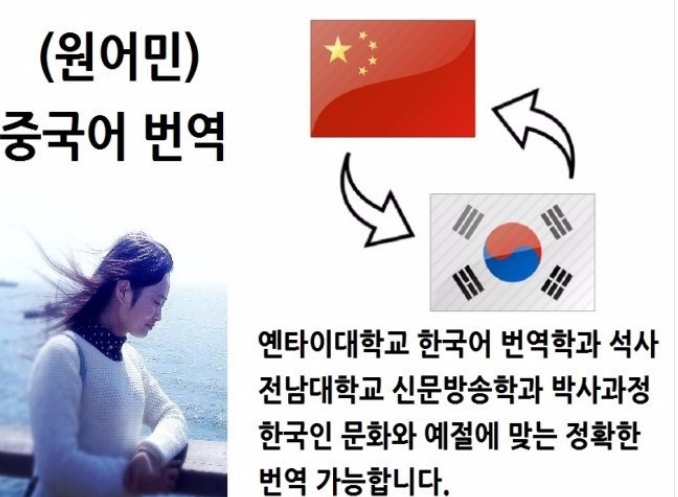 (원어민)
중국어 번역
옌타이대학교 한국어 번역학과 석사
전남대학교 신문방송학과 박사과정
한국인 문화와 예절에 맞는 정확한
번역 가능합니다.